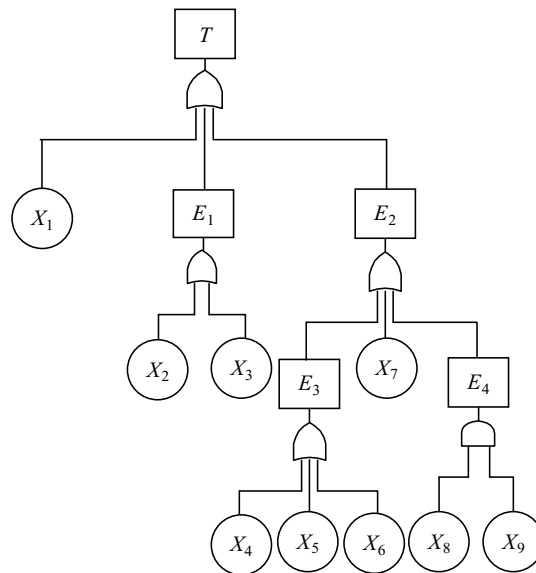 T
X₁
E₁
E₂
X₂
X₃
E₃
X₇
E₄
X₄
X₅
X₆
X₈
X₉